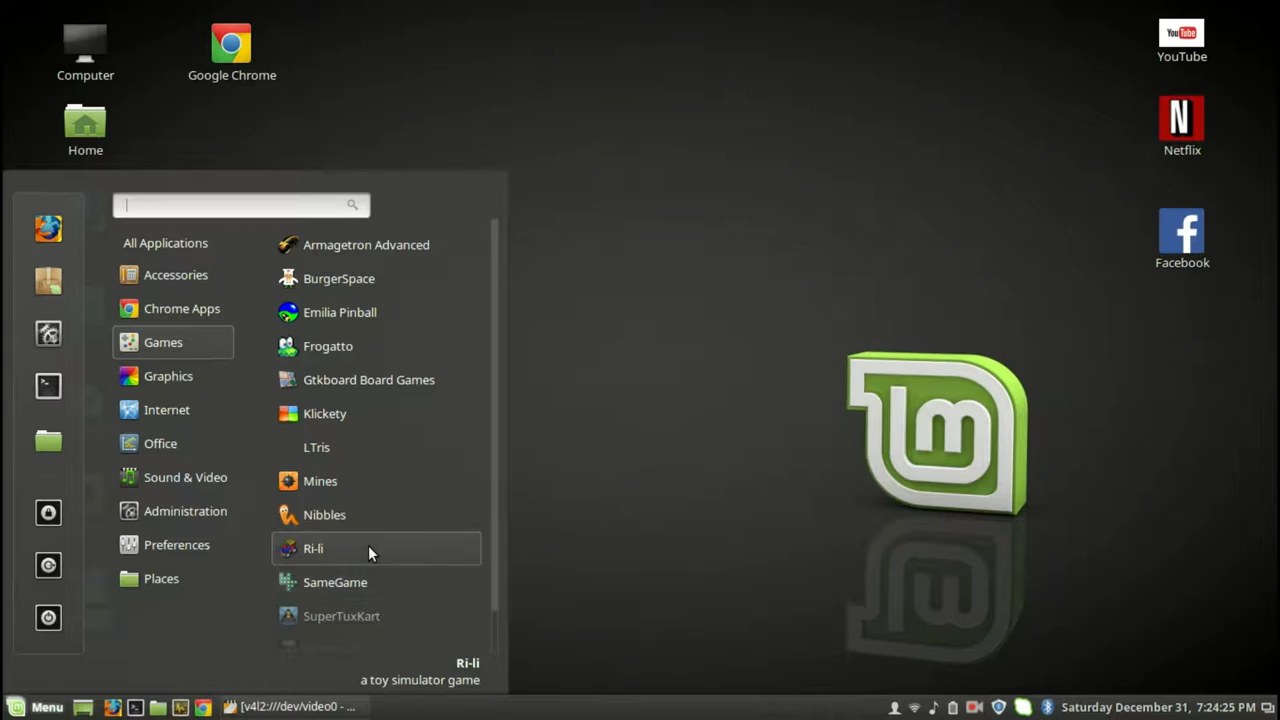 Computer
Google Chrome
YouTube
YouTube
Home
N
Netflix
f
Facebook
All Applications
Accessories
Chrome Apps
Games
Graphics
Internet
Office
Sound & Video
Administration
Preferences
Places
Armagetron Advanced
BurgerSpace
Emilia Pinball
Frogatto
Gtkboard Board Games
Klickety
LTris
Mines
Nibbles
Ri-li
SameGame
SuperTuxKart
Ri-li
a toy simulator game
lm
Menu
[v4l2:///dev/video0 - ...
Saturday December 31, 7:24:25 PM